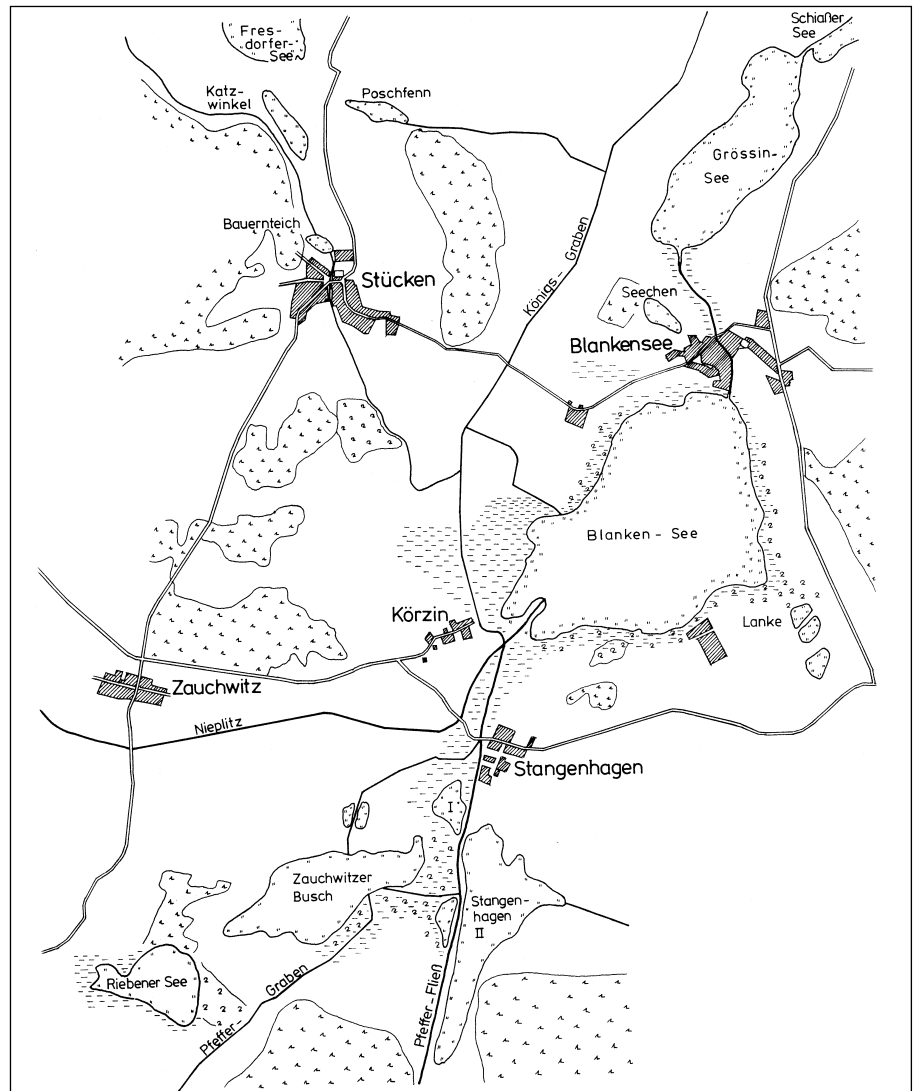 Schiaßer
See
Fres-
dorfer-
See
Katz-
winkel
Poschfenn
Grössin-
See
Bauernteich
Königs-Graben
Stücken
Seechen
Blankensee
Blanken-See
Körzin
Lanke
Zauchwitz
Nieplitz
Stangenhagen
I
Zauchwitzer
Busch
Stangen-
hagen
II
Riebener See
Pfeffer-Graben
Pfeffer-Fließ